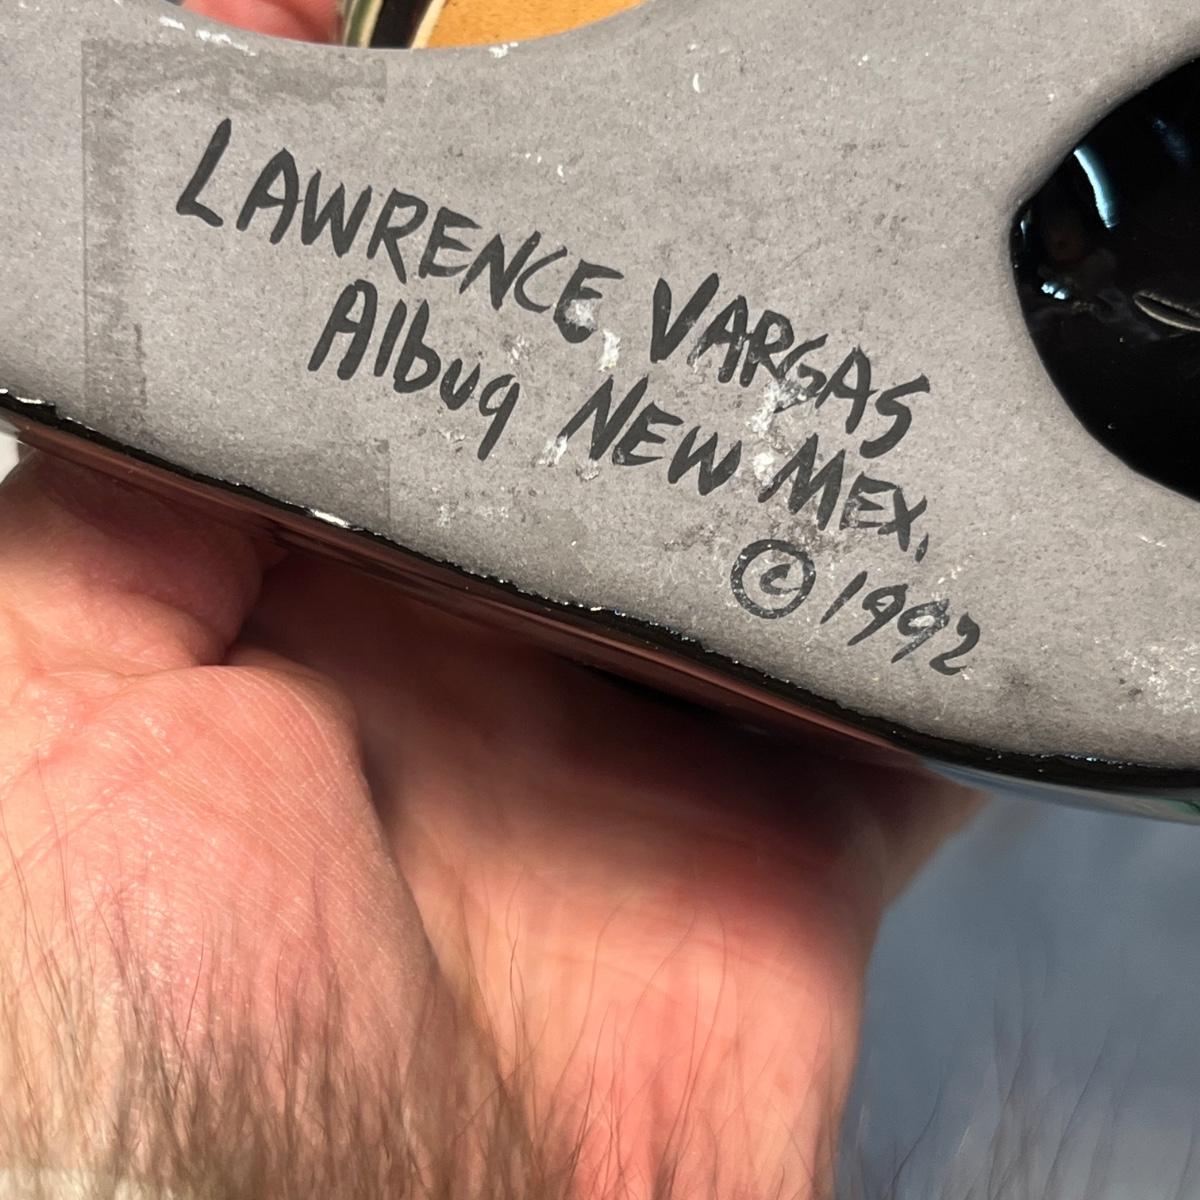 LAWRENCE VARGAS
Albuq NEW MEX.
© 1992